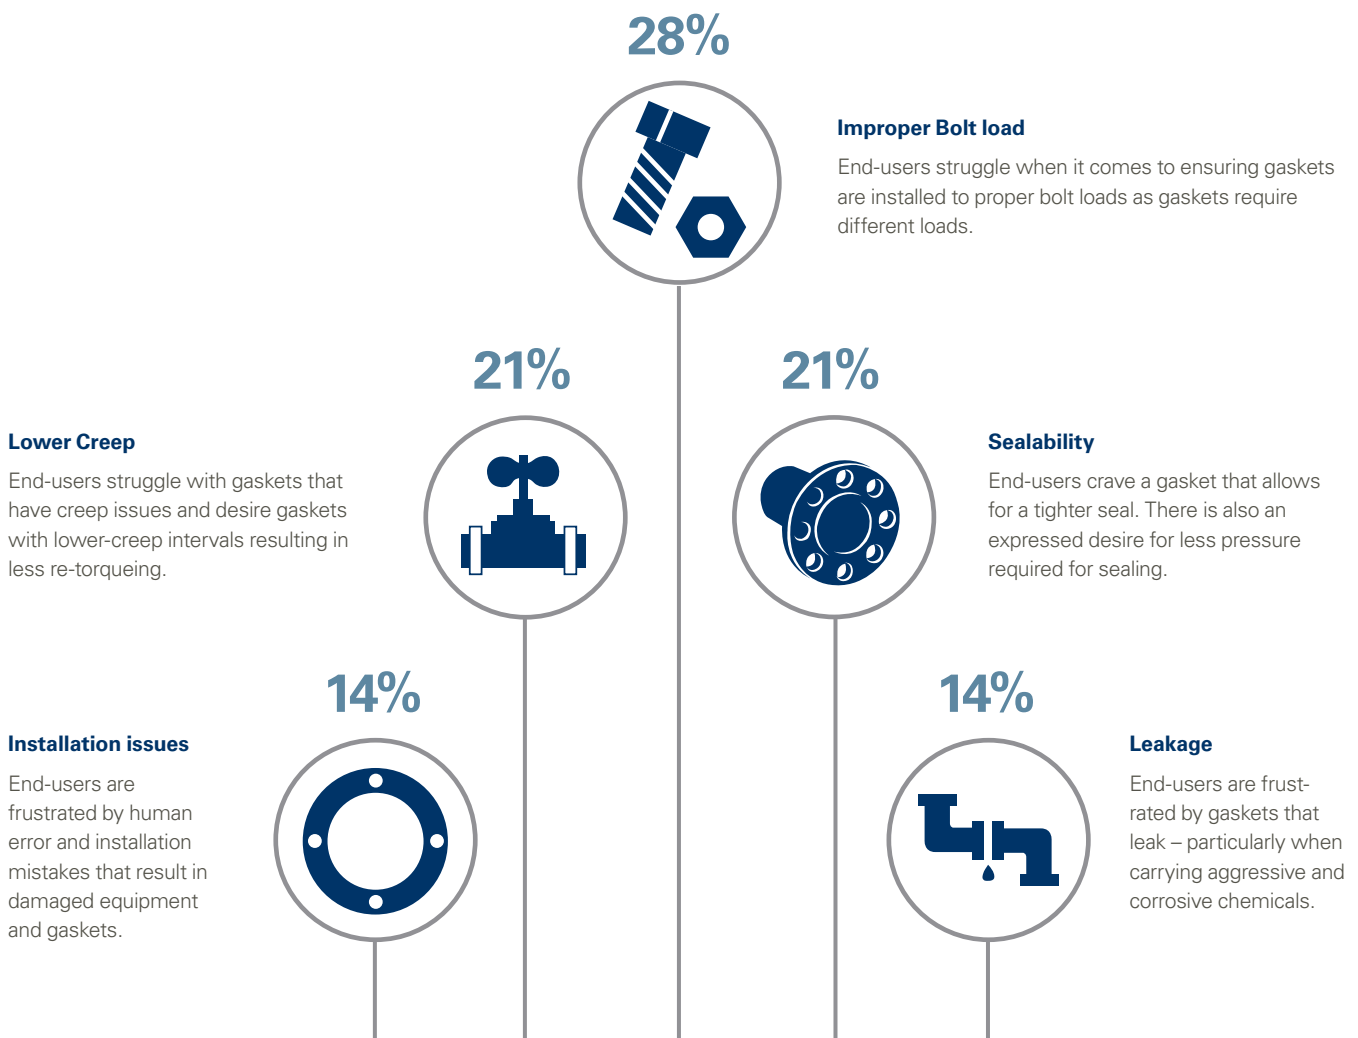 28%
Improper Bolt load
End-users struggle when it comes to ensuring gaskets
are installed to proper bolt loads as gaskets require
different loads.
21%
Lower Creep
End-users struggle with gaskets that
have creep issues and desire gaskets
with lower-creep intervals resulting in
less re-torqueing.
21%
Sealability
End-users crave a gasket that allows
for a tighter seal. There is also an
expressed desire for less pressure
required for sealing.
14%
Installation issues
End-users are
frustrated by human
error and installation
mistakes that result in
damaged equipment
and gaskets.
14%
Leakage
End-users are frust-
rated by gaskets that
leak – particularly when
carrying aggressive and
corrosive chemicals.